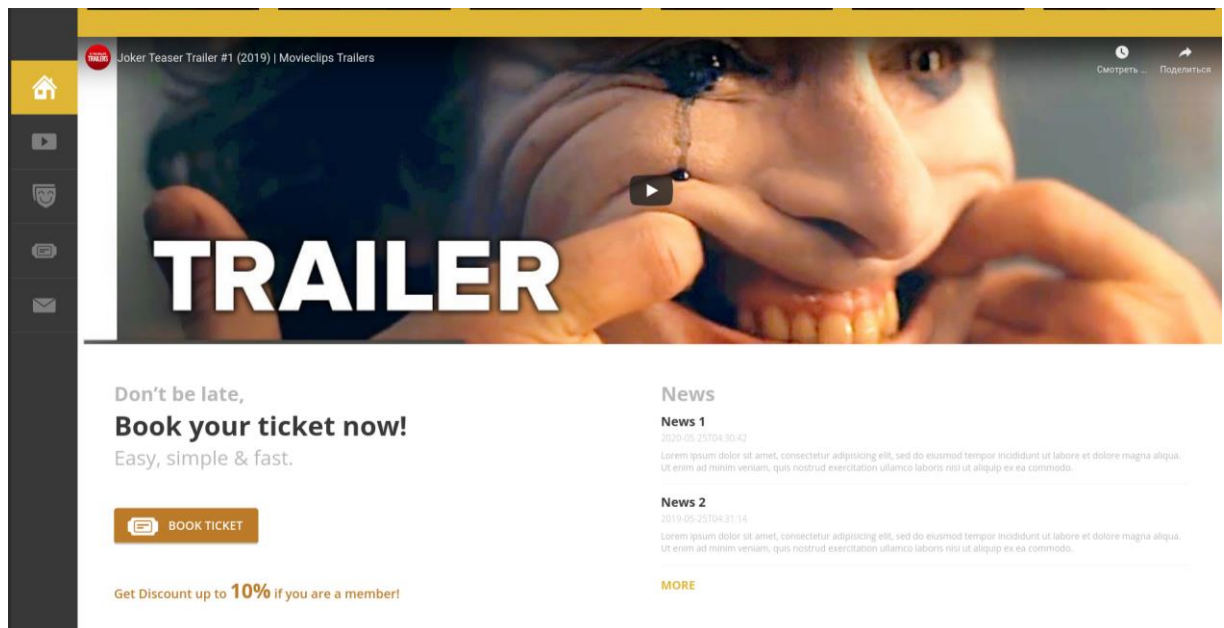 Joker Teaser Trailer #1 (2019) | Movieclips Trailers
Смотреть ...
Поделиться
TRAILER
Don't be late,
Book your ticket now!
Easy, simple & fast.
BOOK TICKET
Get Discount up to 10% if you are a member!
News
News 1
2020-05-25T04:30:42
Lorem ipsum dolor sit amet, consectetur adipisicing elit, sed do eiusmod tempor incididunt ut labore et dolore magna aliqua.
Ut enim ad minim veniam, quis nostrud exercitation ullamco laboris nisi ut aliquip ex ea commodo.
News 2
2019-05-25T04:31:14
Lorem ipsum dolor sit amet, consectetur adipisicing elit, sed do eiusmod tempor incididunt ut labore et dolore magna aliqua.
Ut enim ad minim veniam, quis nostrud exercitation ullamco laboris nisi ut aliquip ex ea commodo.
MORE